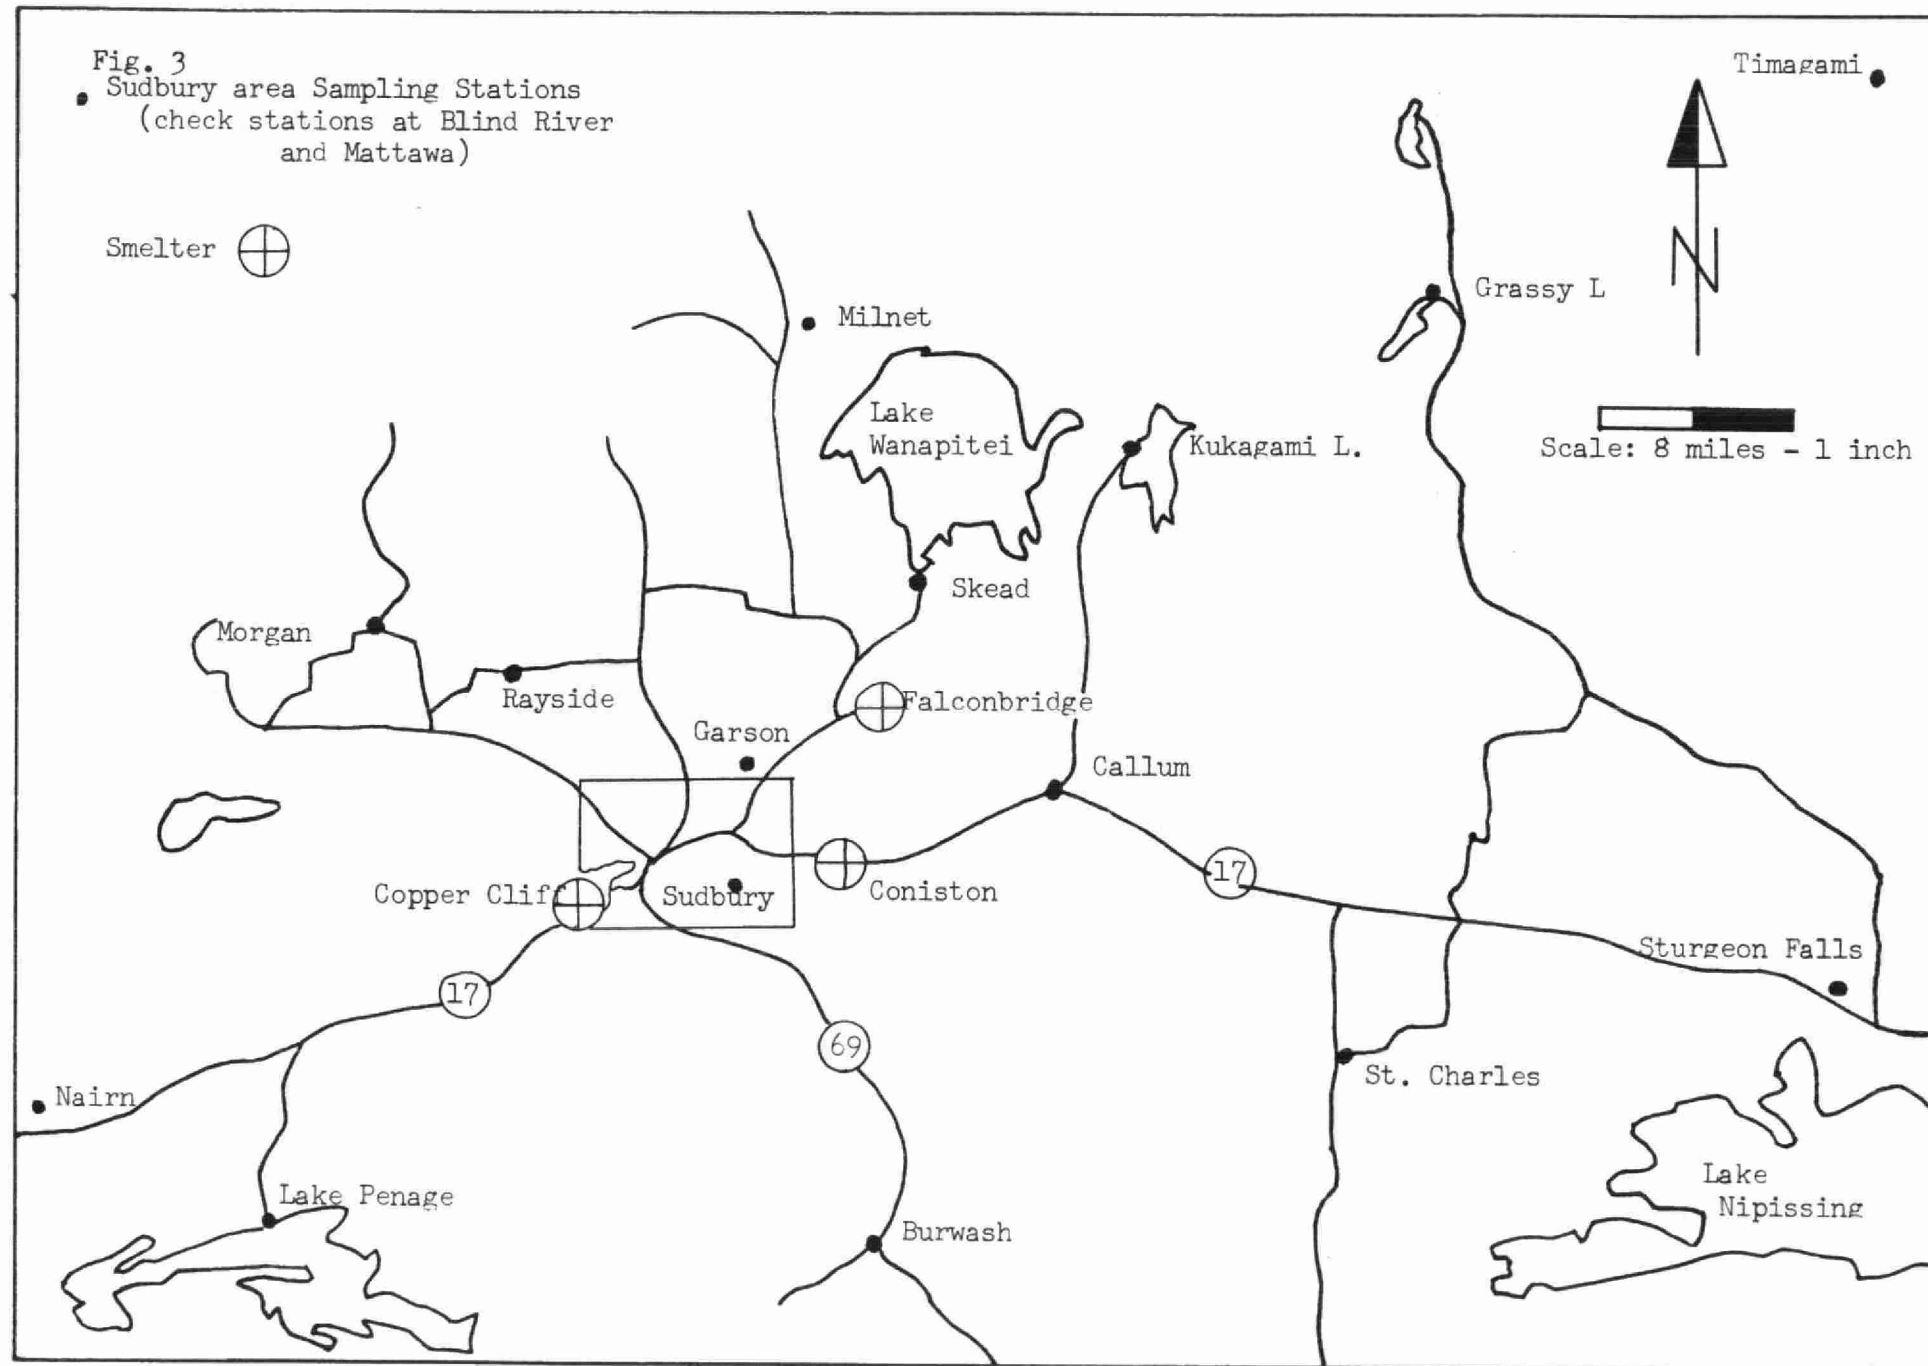 Fig. 3
Sudbury area Sampling Stations
(check stations at Blind River
and Mattawa)
Timagami
Smelter
N
Grassy L
Milnet
Lake
Wanapitei
Kukagami L.
Scale: 8 miles - 1 inch
Skead
Morgan
Rayside
Falconbridge
Garson
Callum
17
Copper Cliff
Sudbury
Coniston
Sturgeon Falls
17
69
St. Charles
Nairn
Lake Penage
Lake
Nipissing
Burwash